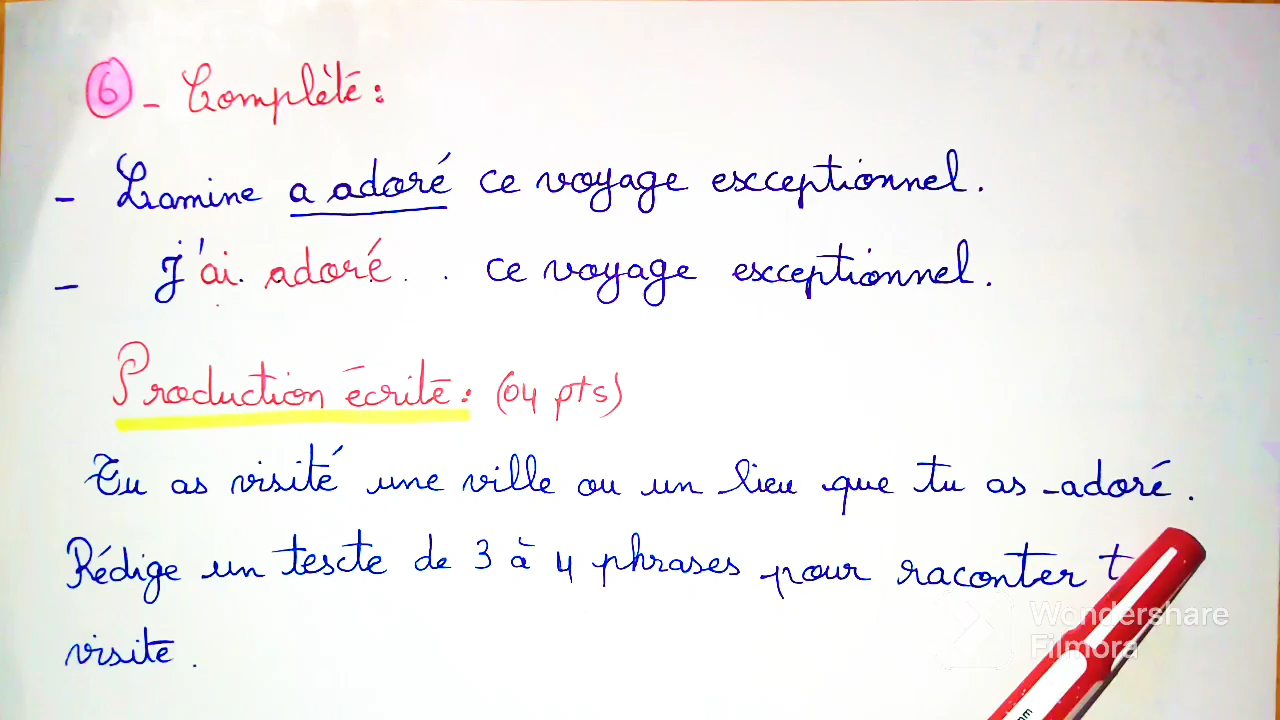 6 - Complète :
- Lamine a adoré ce voyage exceptionnel.
- J'ai adoré . . ce voyage exceptionnel.
Production écrite : (04 pts)
Tu as visité une ville ou un lieu que tu as -adoré.
Rédige un texte de 3 à 4 phrases pour raconter
visite.
Wondershare
Filmora